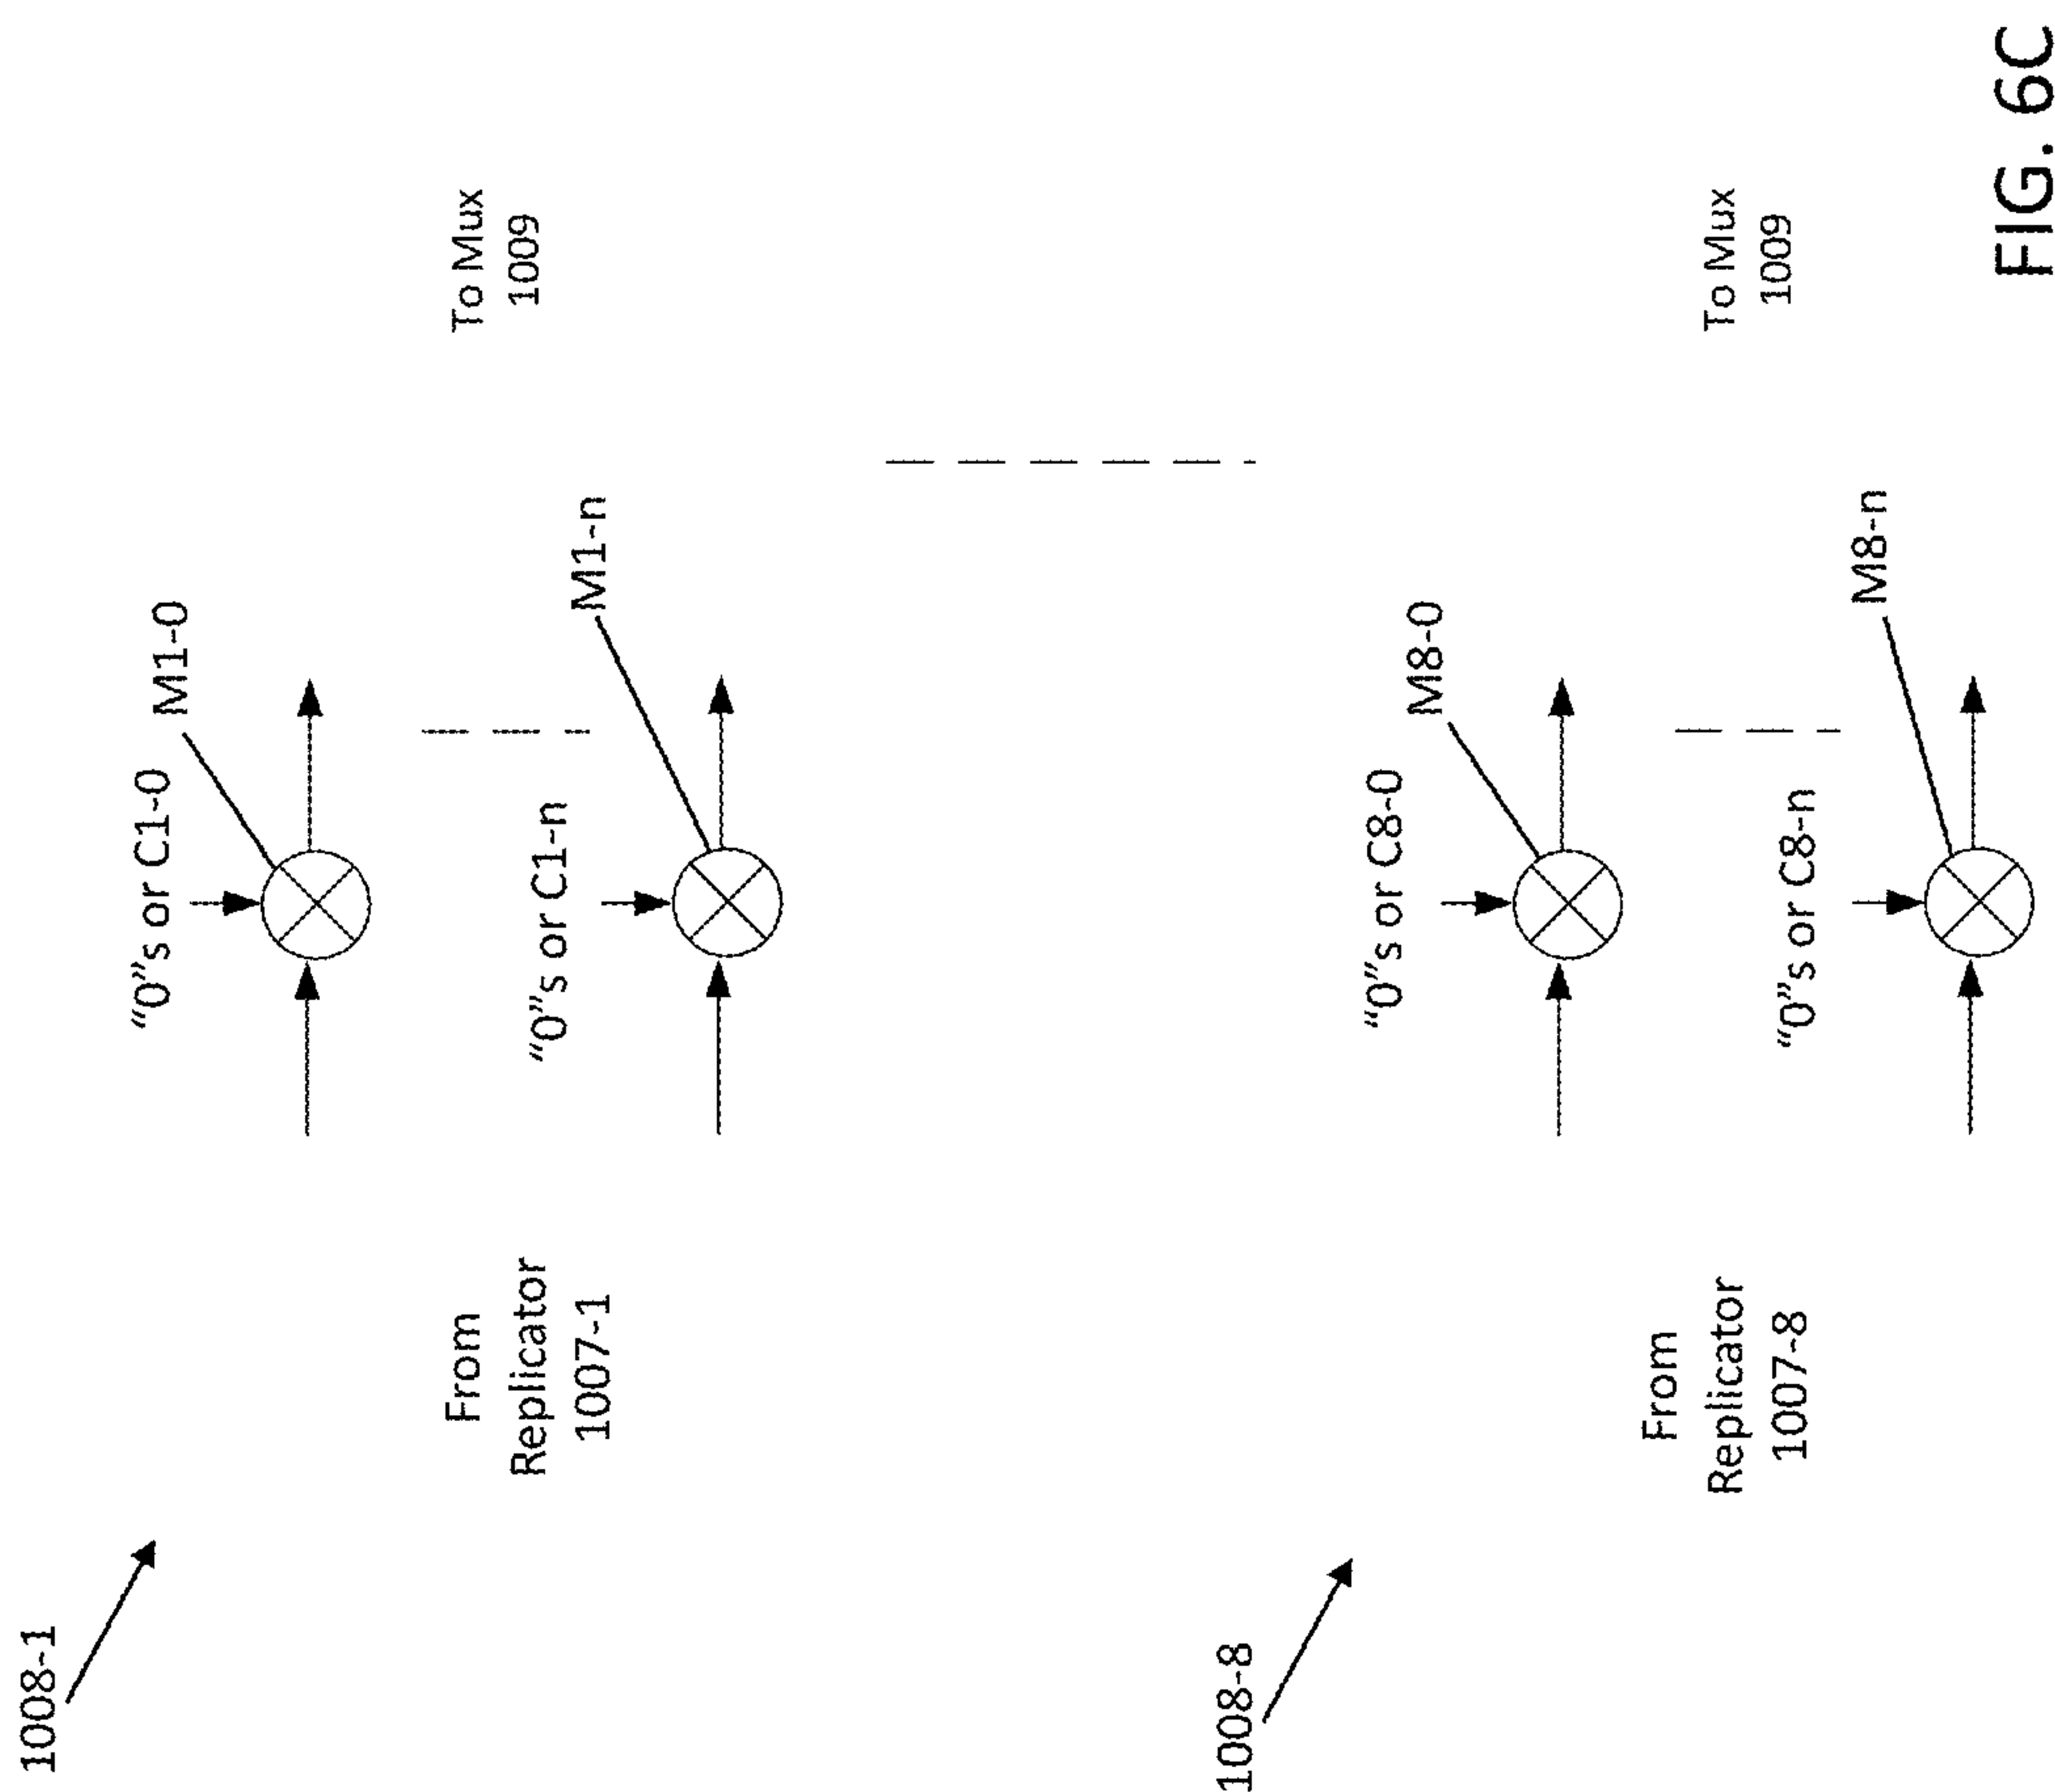 1008-1
"0"s or C1-0
M1-0
From
Replicator
1007-1
"0"s or C1-n
M1-n
To Mux
1009
1008-8
"0"s or C8-0
M8-0
From
Replicator
1007-8
"0"s or C8-n
M8-n
To Mux
1009
FIG. 6C